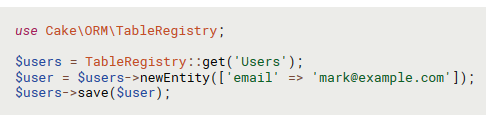 use Cake\ORM\TableRegistry;
$users = TableRegistry::get('Users');
$user = $users->newEntity(['email' => 'mark@example.com']);
$users->save($user);